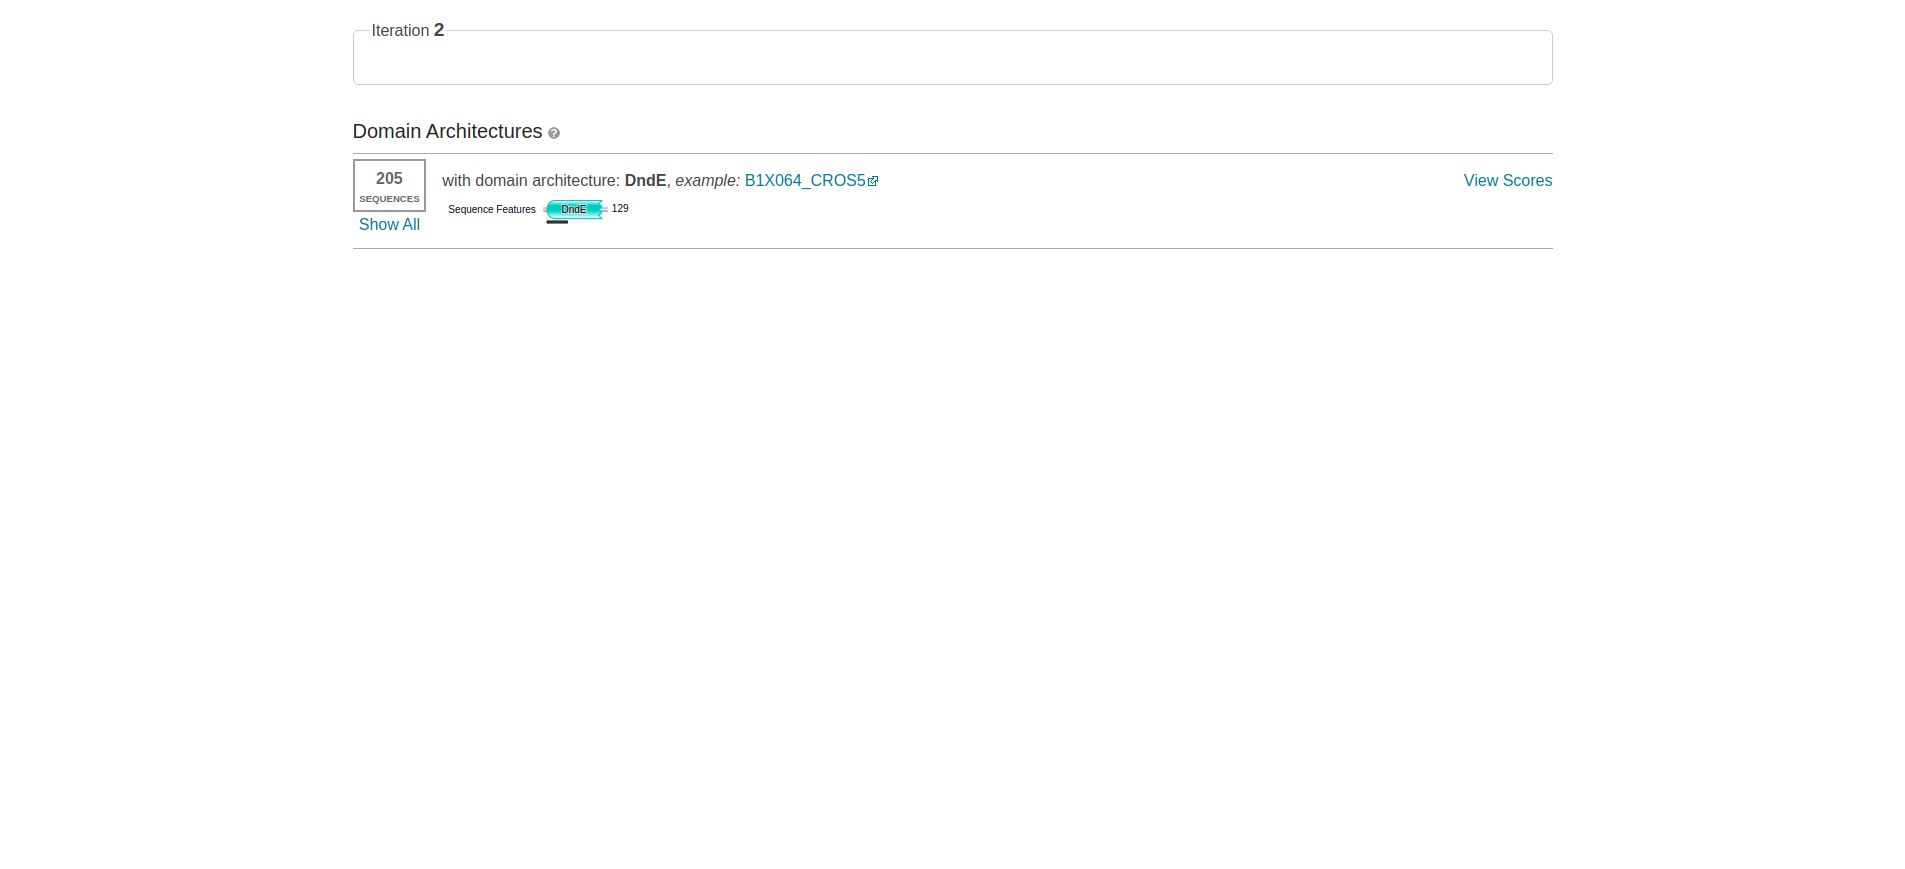 Iteration 2
Domain Architectures ?
205
SEQUENCES
Show All
with domain architecture: DndE, example: B1X064_CROS5
View Scores
Sequence Features DndE 129